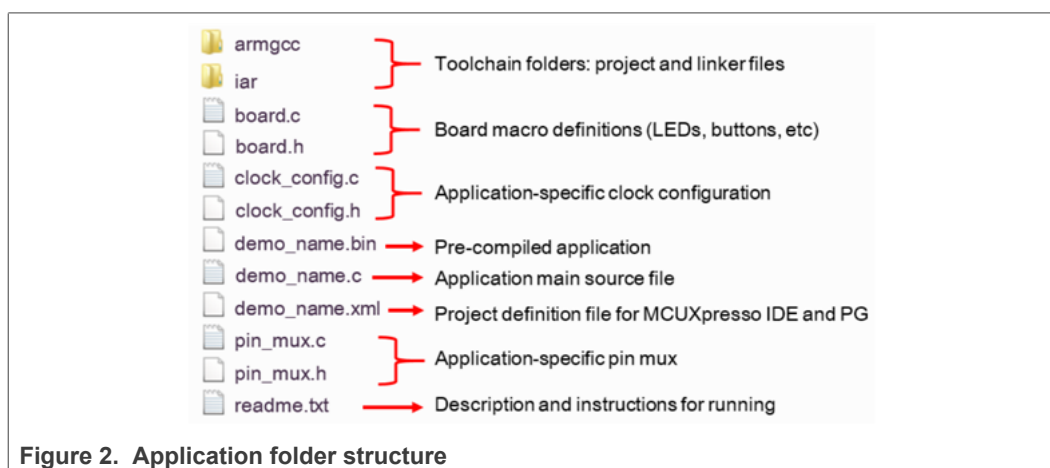 armgcc
iar
Toolchain folders: project and linker files
board.c
board.h
Board macro definitions (LEDs, buttons, etc)
clock_config.c
clock_config.h
Application-specific clock configuration
demo_name.bin Pre-compiled application
demo_name.c Application main source file
demo_name.xml Project definition file for MCUXpresso IDE and PG
pin_mux.c
pin_mux.h
Application-specific pin mux
readme.txt Description and instructions for running
Figure 2. Application folder structure